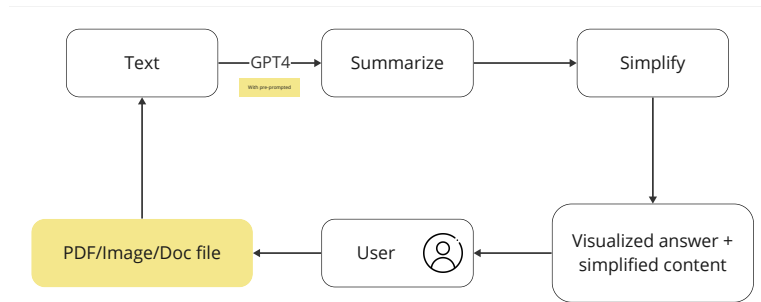 Text
GPT4
With pre-prompted
Summarize
Simplify
PDF/Image/Doc file
User
Visualized answer +
simplified content